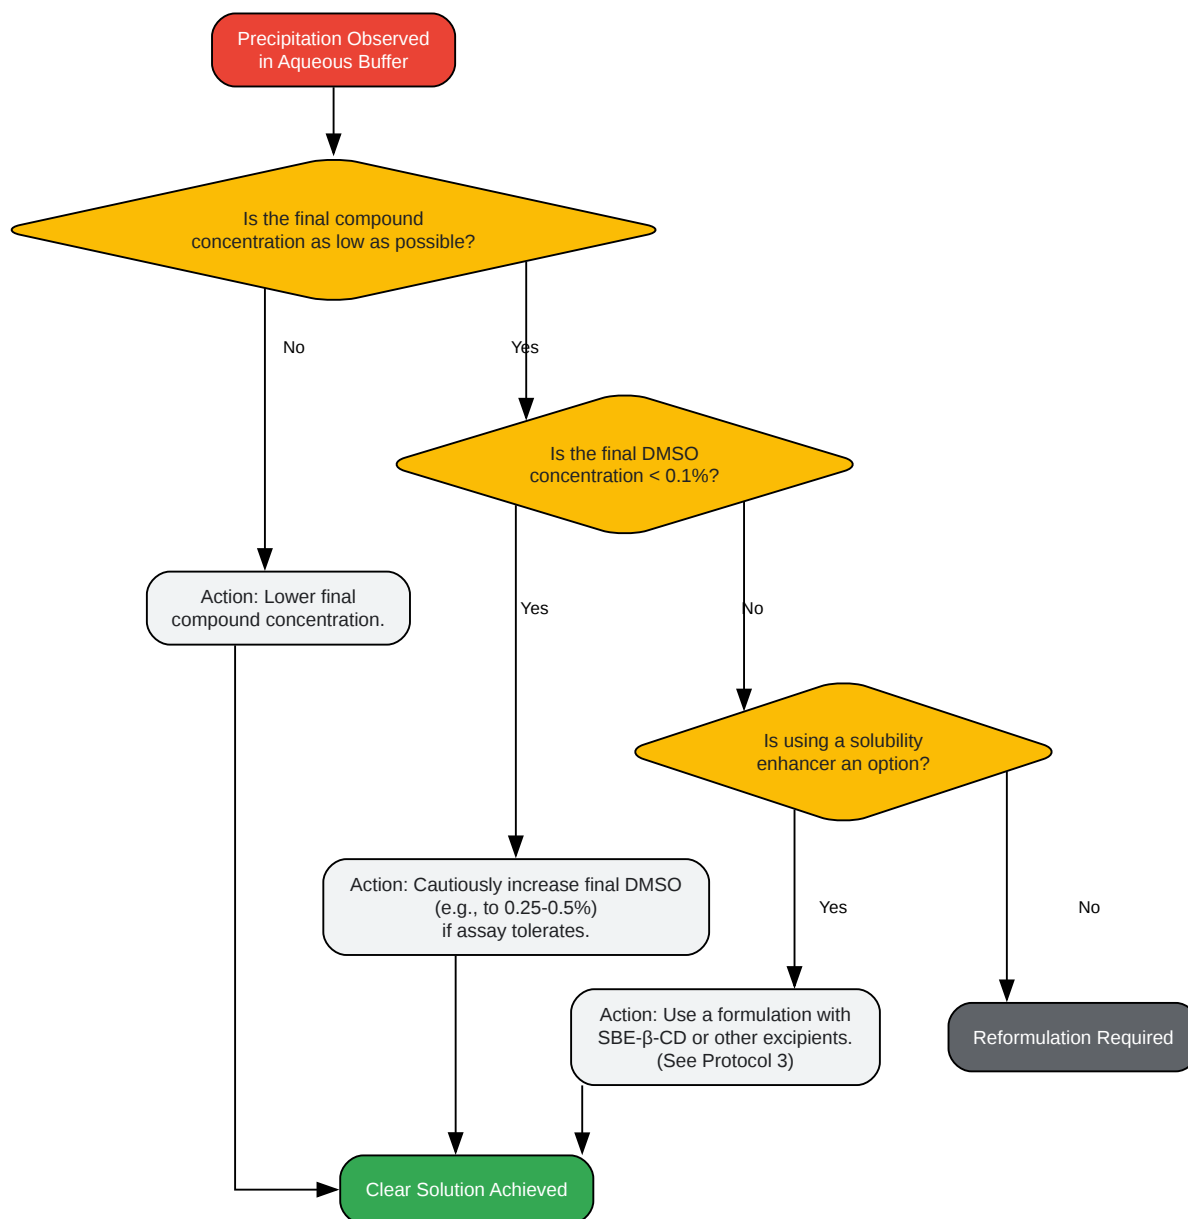 Precipitation Observed
in Aqueous Buffer
Is the final compound
concentration as low as possible?
No
Yes
Is the final DMSO
concentration < 0.1%?
Action: Lower final
compound concentration.
Yes
No
Is using a solubility
enhancer an option?
Action: Cautiously increase final DMSO
(e.g., to 0.25-0.5%)
if assay tolerates.
Yes
No
Action: Use a formulation with
SBE-β-CD or other excipients.
(See Protocol 3)
Reformulation Required
Clear Solution Achieved